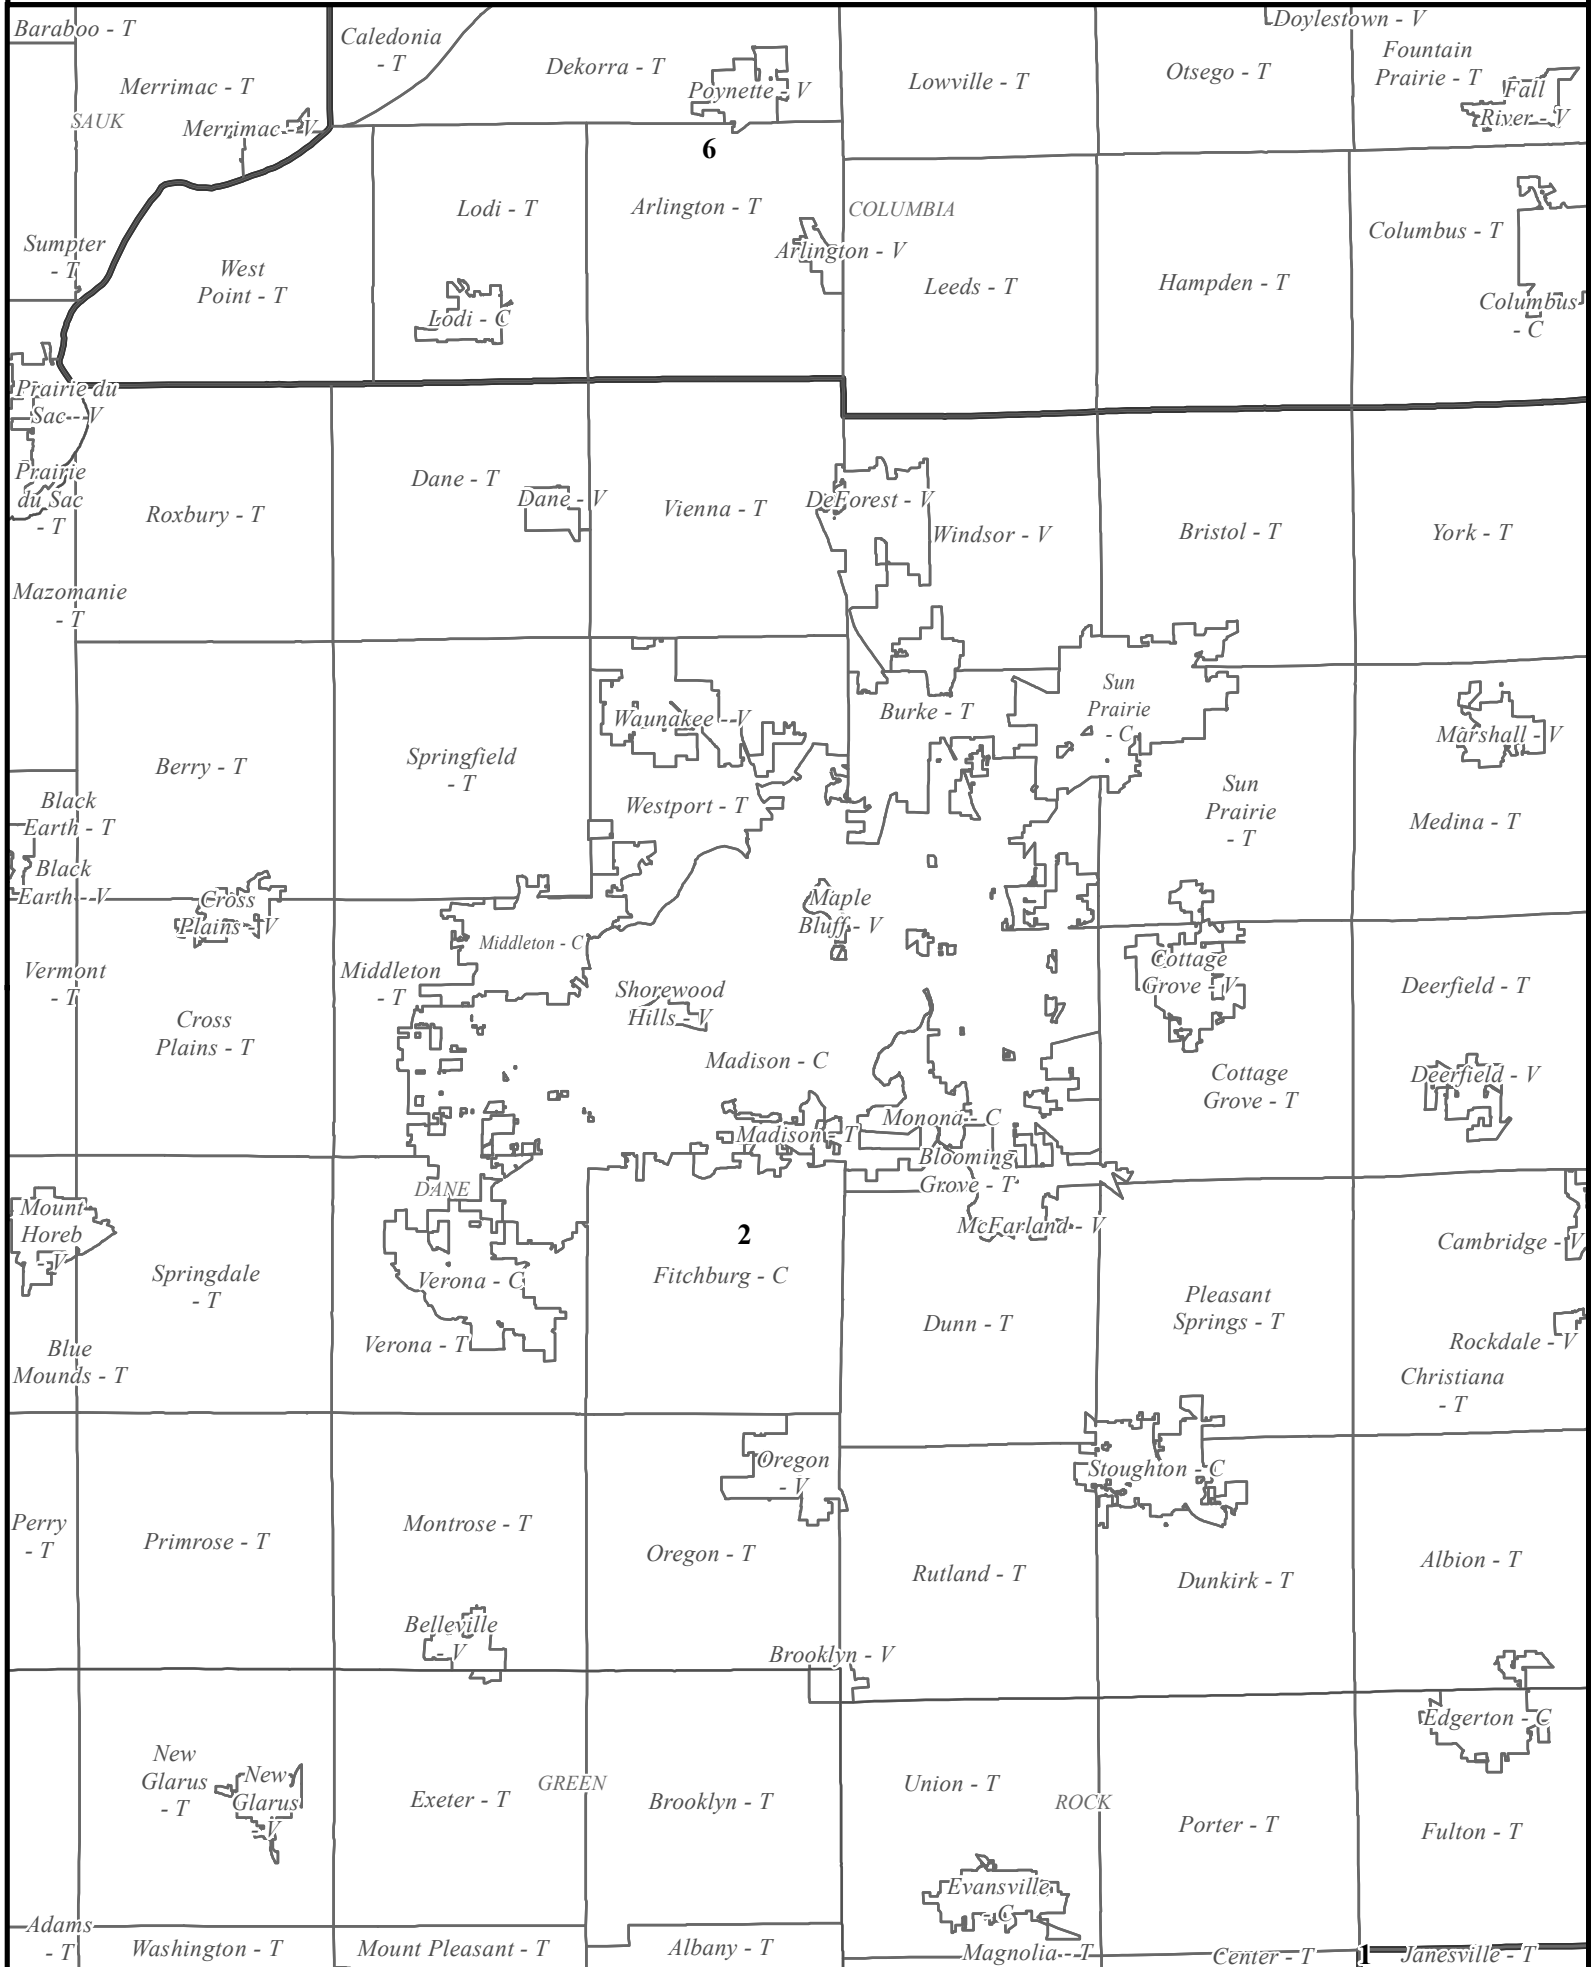 Baraboo - T
Caledonia
- T
Doylestown - V
Dekorra - T
Fountain
Prairie - T
Merrimac - T
Poynette - V
Lowville - T
Otsego - T
Fall
River - V
SAUK
Merrimac - V
6
Lodi - T
Arlington - T
COLUMBIA
Columbus - T
Sumpter
- T
Arlington - V
West
Point - T
Leeds - T
Hampden - T
Lodi - C
Columbus
- C
Prairie du
Sac - V
Prairie
du Sac
- T
Dane - T
Dane - V
Roxbury - T
Vienna - T
DeForest - V
Windsor - V
Bristol - T
York - T
Mazomanie
- T
Sun
Prairie
- C
Waunakee - V
Burke - T
Marshall - V
Berry - T
Springfield
- T
Black
Earth - T
Westport - T
Sun
Prairie
- T
Medina - T
Black
Earth - V
Cross
Plains - V
Maple
Bluff - V
Middleton - C
Vermont
- T
Middleton
- T
Cottage
Grove - V
Shorewood
Hills - V
Deerfield - T
Cross
Plains - T
Madison - C
Cottage
Grove - T
Deerfield - V
Monona - C
Madison - T
Blooming
Grove - T
DANE
Mount
Horeb
- V
2
McFarland - V
Cambridge - V
Springdale
- T
Verona - C
Fitchburg - C
Pleasant
Springs - T
Dunn - T
Verona - T
Rockdale - V
Blue
Mounds - T
Christiana
- T
Oregon
- V
Stoughton - C
Perry
- T
Primrose - T
Montrose - T
Oregon - T
Rutland - T
Dunkirk - T
Albion - T
Belleville
- V
Brooklyn - V
Edgerton - C
New
Glarus
- T
New
Glarus
- V
Exeter - T
GREEN
Brooklyn - T
Union - T
ROCK
Porter - T
Fulton - T
Evansville
- C
Adams
- T
Washington - T
Mount Pleasant - T
Albany - T
Magnolia - T
Center - T
1
Janesville - T